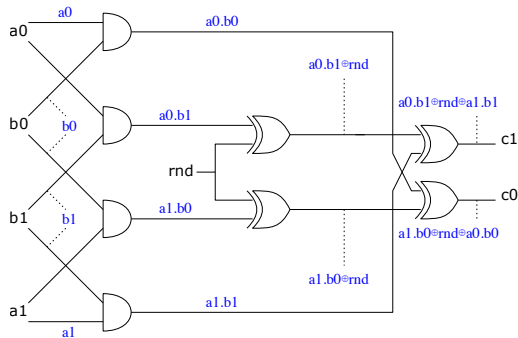 a0
a0
a0.b0
a0.b1⊕rnd
a0.b1⊕rnd⊕a1.b1
a0.b1
b0
b0
c1
rnd
c0
b1
b1
a1.b0
a1.b0⊕rnd⊕a0.b0
a1.b0⊕rnd
a1
a1.b1
a1